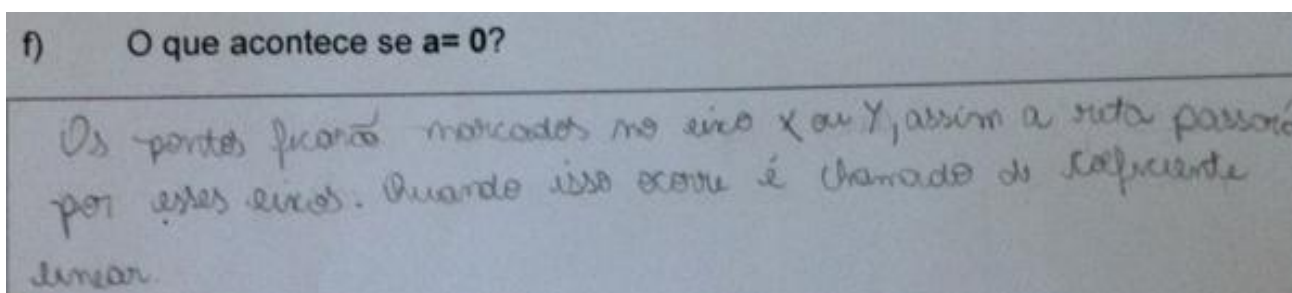 f) O que acontece se a= 0?
Os pontos ficarão marcados no eixo x ou Y, assim a reta passará
por esses eixos. Quando isso ocorre é chamado de coeficiente
linear.